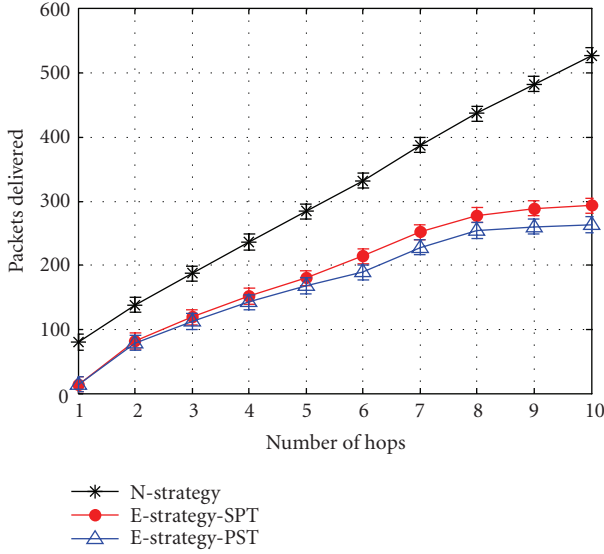 600
500
400
300
200
100
0
Packets delivered
1 2 3 4 5 6 7 8 9 10
Number of hops
N-strategy
E-strategy-SPT
E-strategy-PST